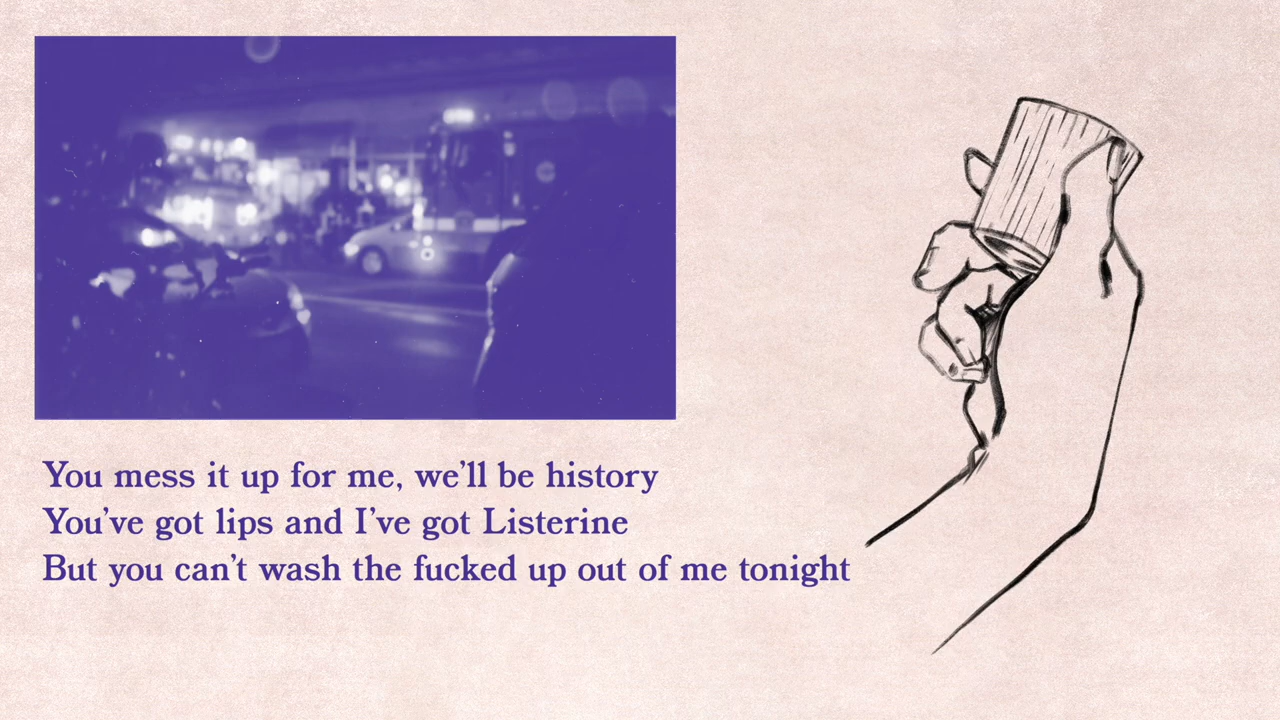 You mess it up for me, we'll be history
You've got lips and I've got Listerine
But you can't wash the fucked up out of me tonight